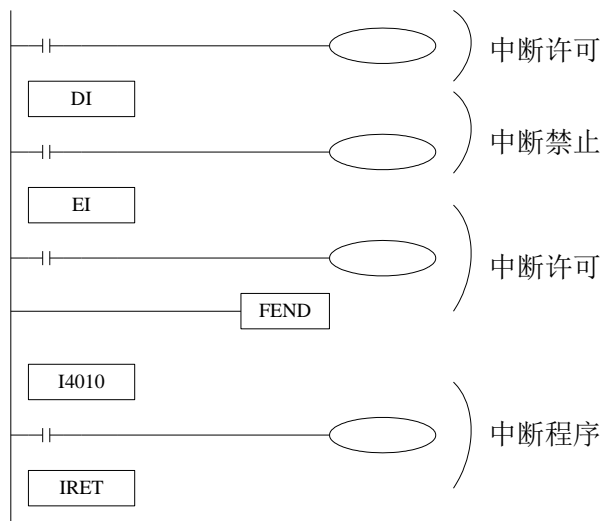 中断许可
DI
中断禁止
EI
中断许可
FEND
I4010
中断程序
IRET